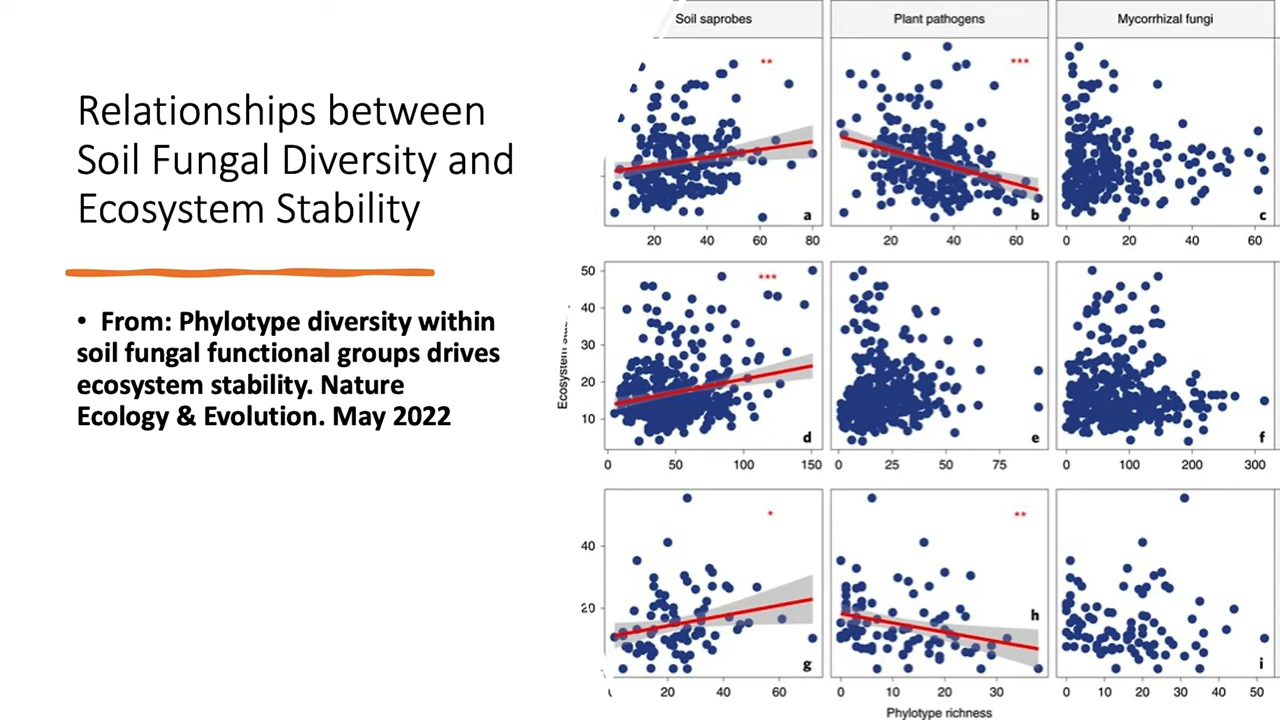 Relationships between
Soil Fungal Diversity and
Ecosystem Stability
• From: Phylotype diversity within
soil fungal functional groups drives
ecosystem stability. Nature
Ecology & Evolution. May 2022
Soil saprobes Plant pathogens Mycorrhizal fungi
** ***
a b c
20 40 60 80 20 40 60 0 20 40 60
***
50
40
30
20
10
Ecosystem
d e f
0 50 100 150 0 25 50 75 0 100 200 300
* **
40
20
h
g i
20 40 60 0 10 20 30 0 10 20 30 40 50
Phylotype richness